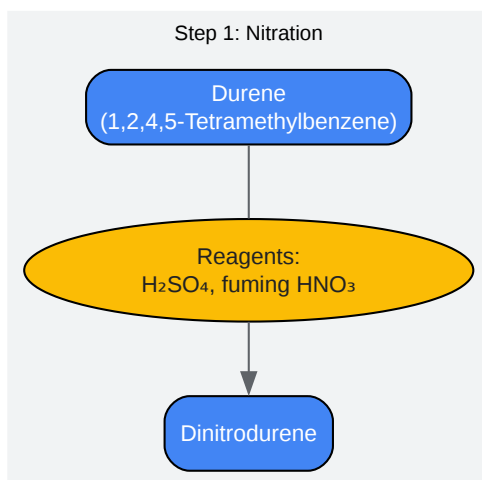 Step 1: Nitration
Durene
(1,2,4,5-Tetramethylbenzene)
Reagents:
H₂SO₄, fuming HNO₃
Dinitrodurene